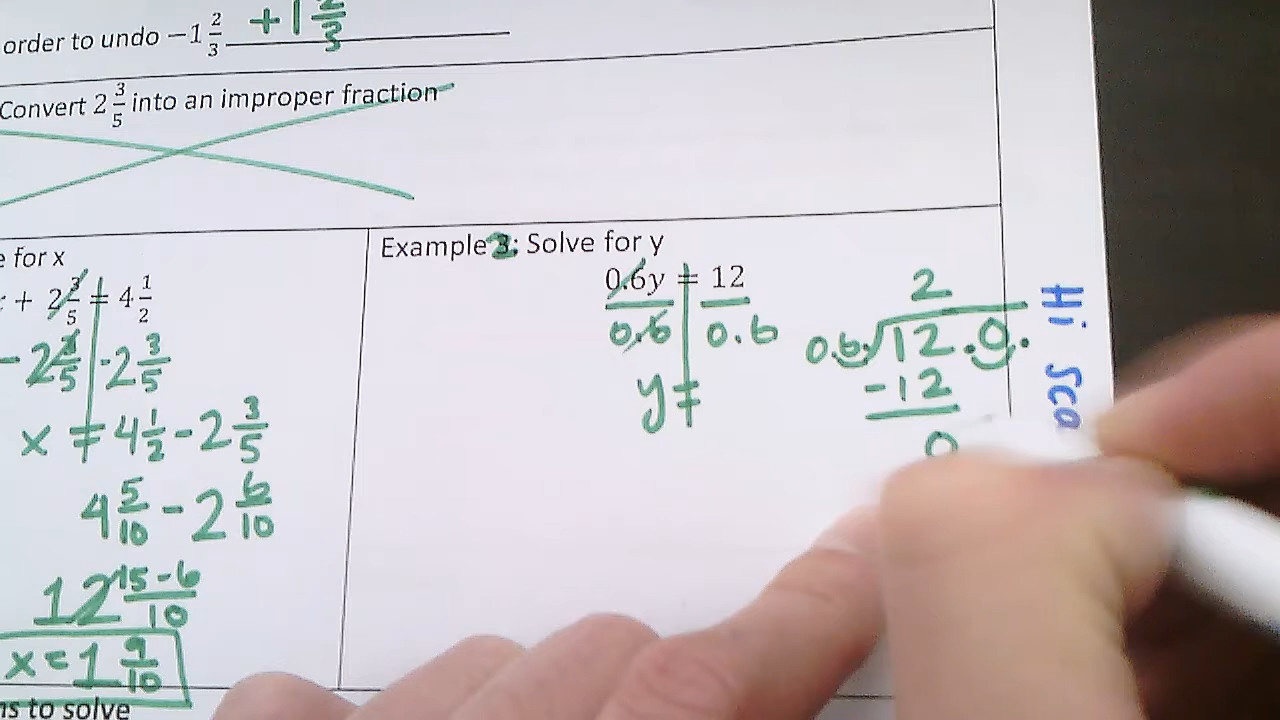 order to undo −1 2/3 + 1 2/3
Convert 2 3/5 into an improper fraction
e for x
+ 2 3/5 = 4 1/2
- 2 3/5 - 2 3/5
x = 4 1/2 - 2 3/5
4 5/10 - 2 6/10
12 15-6/10
x = 1 9/10
ns to solve
Example 2: Solve for y
0.6y = 12
0.6 0.6
y =
2
0.6 12.0.
-12
0
Hi Sca